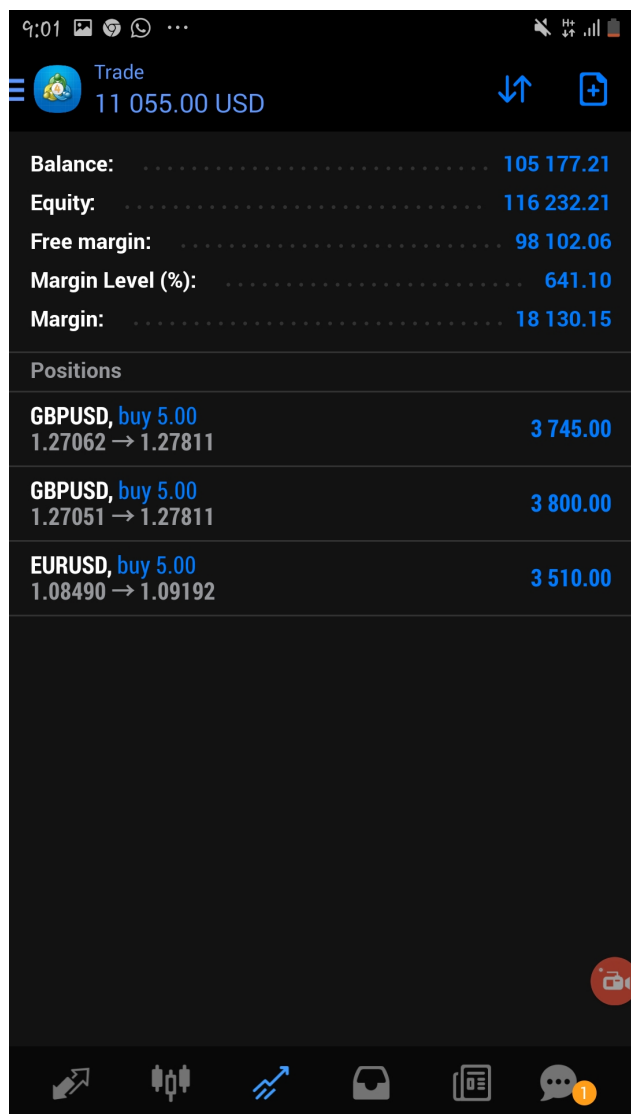 9:01
Trade
11 055.00 USD
Balance: 105 177.21
Equity: 116 232.21
Free margin: 98 102.06
Margin Level (%): 641.10
Margin: 18 130.15
Positions
GBPUSD, buy 5.00
1.27062 → 1.27811 3 745.00
GBPUSD, buy 5.00
1.27051 → 1.27811 3 800.00
EURUSD, buy 5.00
1.08490 → 1.09192 3 510.00
1